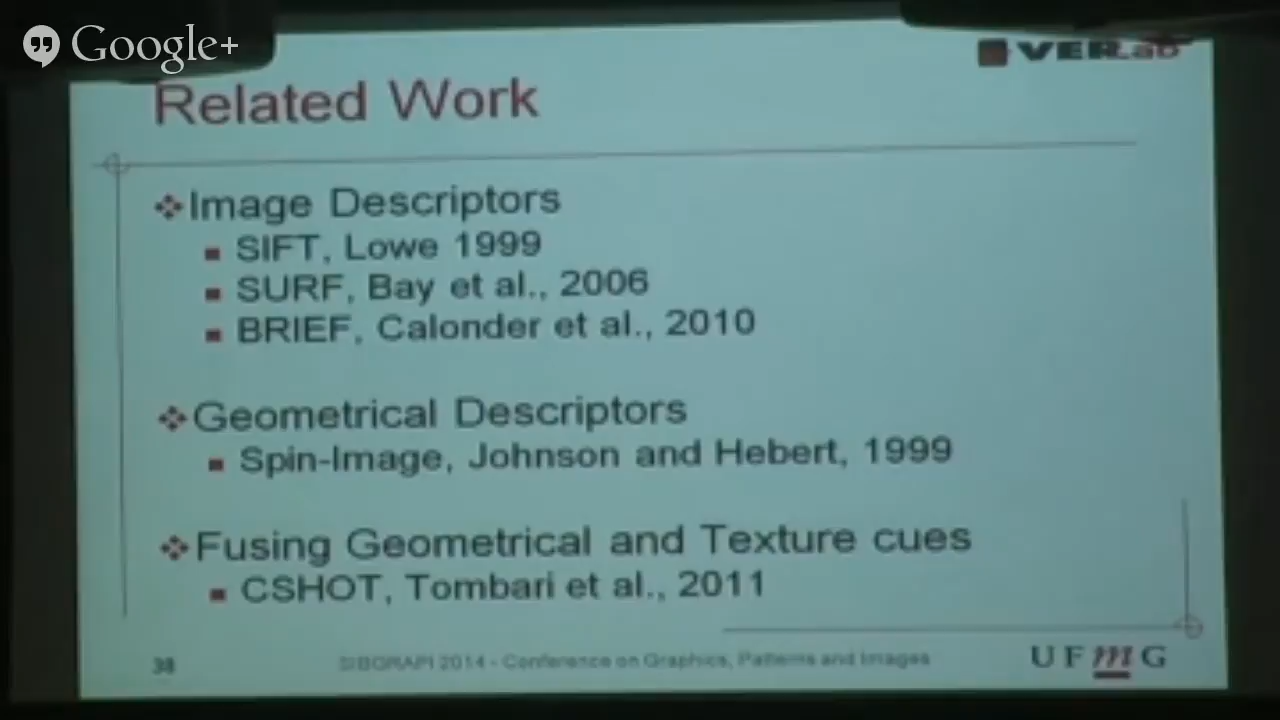 Google+
VERLab
Related Work
Image Descriptors
SIFT, Lowe 1999
SURF, Bay et al., 2006
BRIEF, Calonder et al., 2010
Geometrical Descriptors
Spin-Image, Johnson and Hebert, 1999
Fusing Geometrical and Texture cues
CSHOT, Tombari et al., 2011
38
SIBGRAPI 2014 - Conference on Graphics, Patterns and Images
UFmG